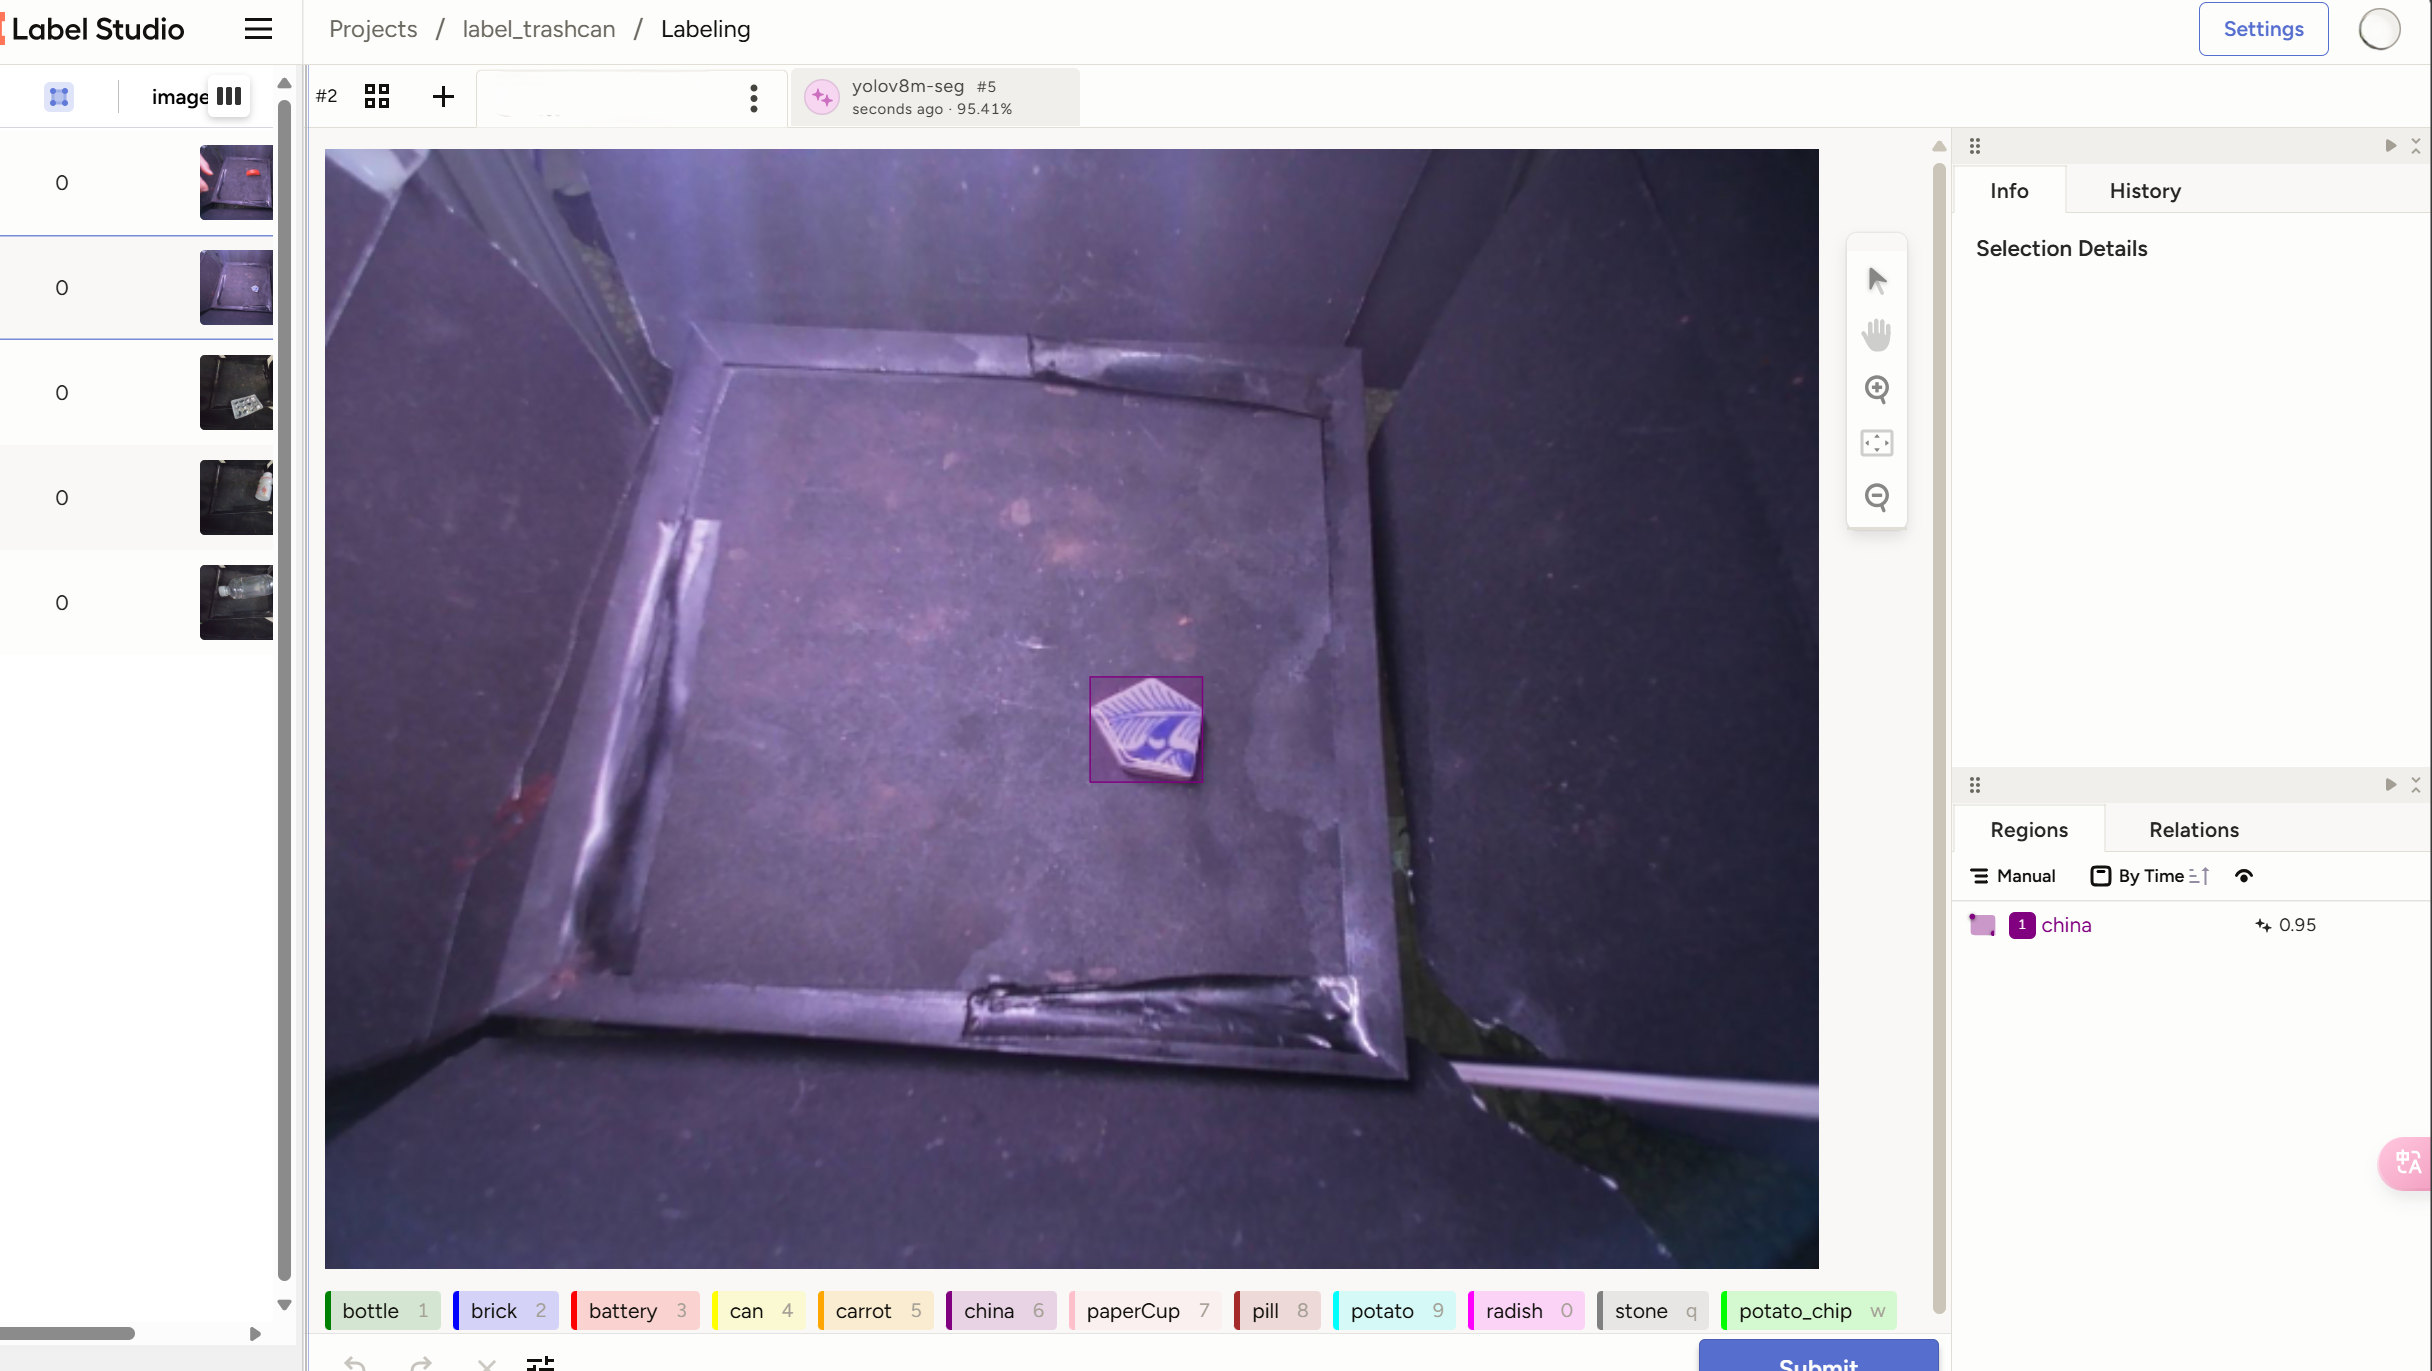 Label Studio
Projects / label_trashcan / Labeling
Settings
image
#2
yolov8m-seg #5
seconds ago · 95.41%
0
0
0
0
0
Info
History
Selection Details
Regions
Relations
Manual
By Time
1 china
0.95
bottle 1
brick 2
battery 3
can 4
carrot 5
china 6
paperCup 7
pill 8
potato 9
radish 0
stone q
potato_chip w
Submit
中A